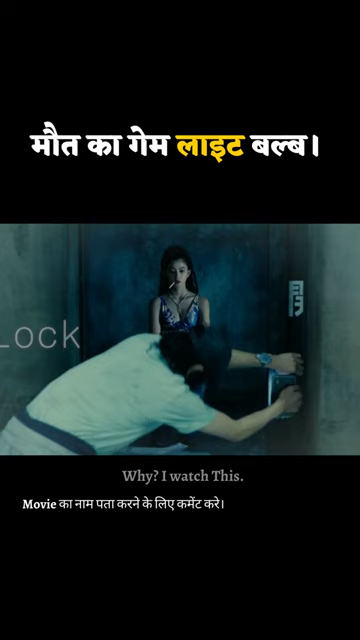 मौत का गेम लाइट बल्ब।
Lock
Why? I watch This.
Movie का नाम पता करने के लिए कमेंट करे।